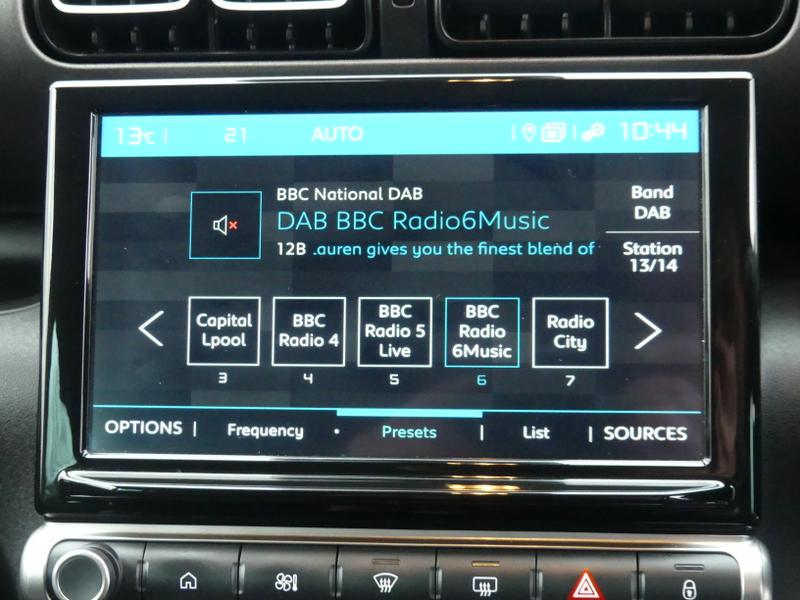 13°C 21 AUTO 10:44
BBC National DAB
DAB BBC Radio6Music
12B .auren gives you the finest blend of
Band
DAB
Station
13/14
Capital
Lpool
3
BBC
Radio 4
4
BBC
Radio 5
Live
5
BBC
Radio
6Music
6
Radio
City
7
OPTIONS | Frequency • Presets | List | SOURCES